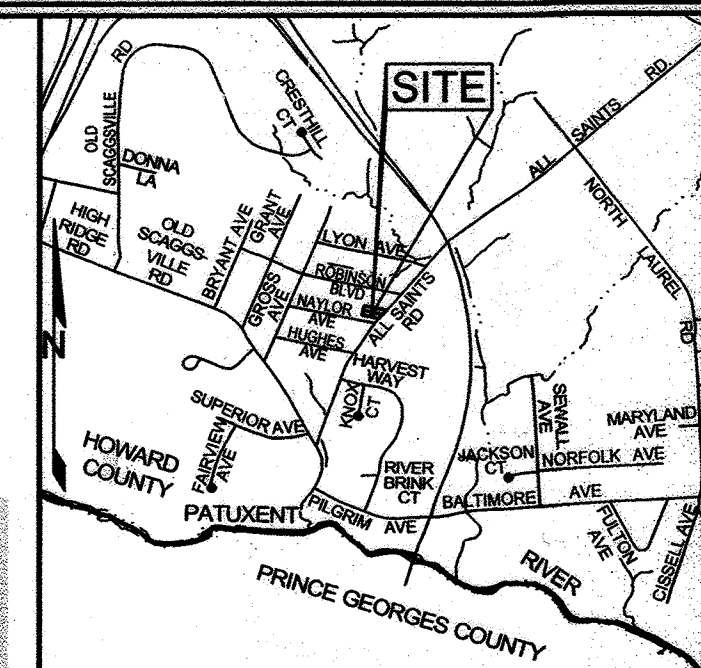 RD
CRESTHILL
CT
SITE
ALL SAINTS RD.
OLD
SCAGGSVILLE
DONNA
LA
NORTH LAUREL RD
HIGH
RIDGE
RD
OLD
SCAGGS-
VILLE
RD
BRYANT AVE
GRANT
AVE
GROSS
AVE
LYON AVE
ROBINSON
BLVD
NAYLOR
AVE
ALL SAINTS
RD
HUGHES
AVE
HARVEST
WAY
KNOX
CT
N
SUPERIOR AVE
FAIRVIEW
AVE
HOWARD
COUNTY
SEWALL
AVE
MARYLAND
AVE
JACKSON
CT
NORFOLK AVE
RIVER
BRINK
CT
BALTIMORE AVE
PATUXENT
PILGRIM AVE
FULTON
AVE
CISSELL AVE
RIVER
PRINCE GEORGES COUNTY